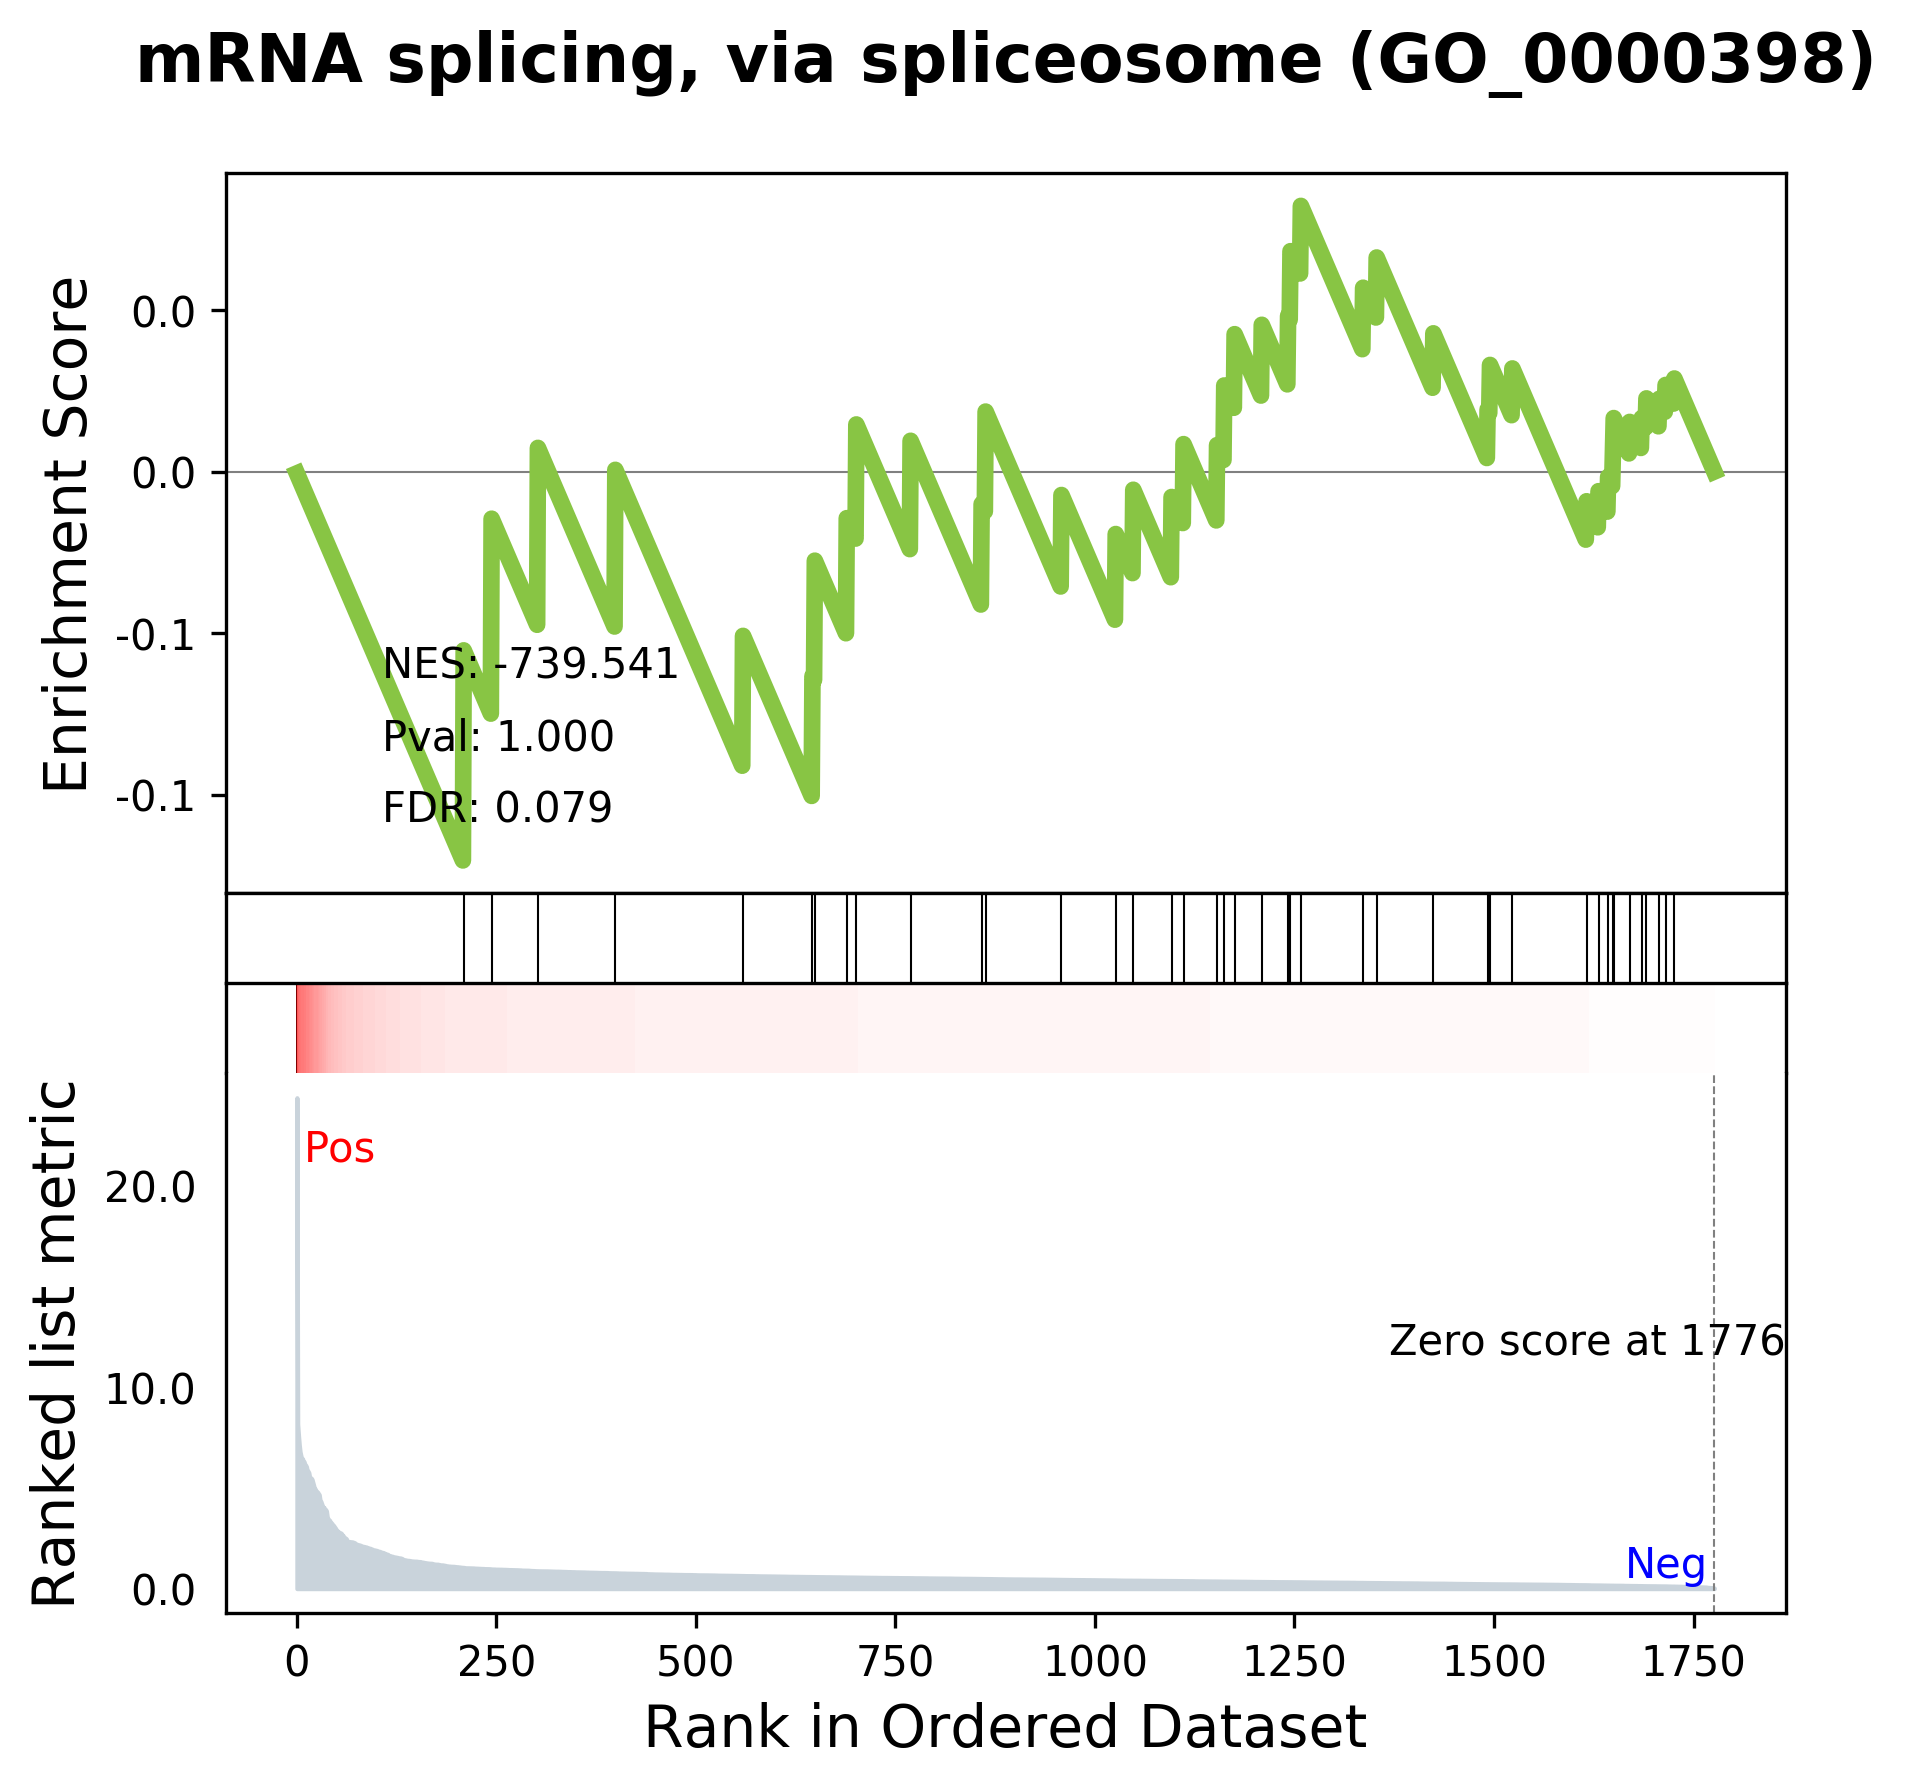 mRNA splicing, via spliceosome (GO_0000398)
Enrichment Score
0.0
0.0
-0.1
-0.1
NES: -739.541
Pval: 1.000
FDR: 0.079
Ranked list metric
20.0
10.0
0.0
Pos
Zero score at 1776
Neg
0 250 500 750 1000 1250 1500 1750
Rank in Ordered Dataset